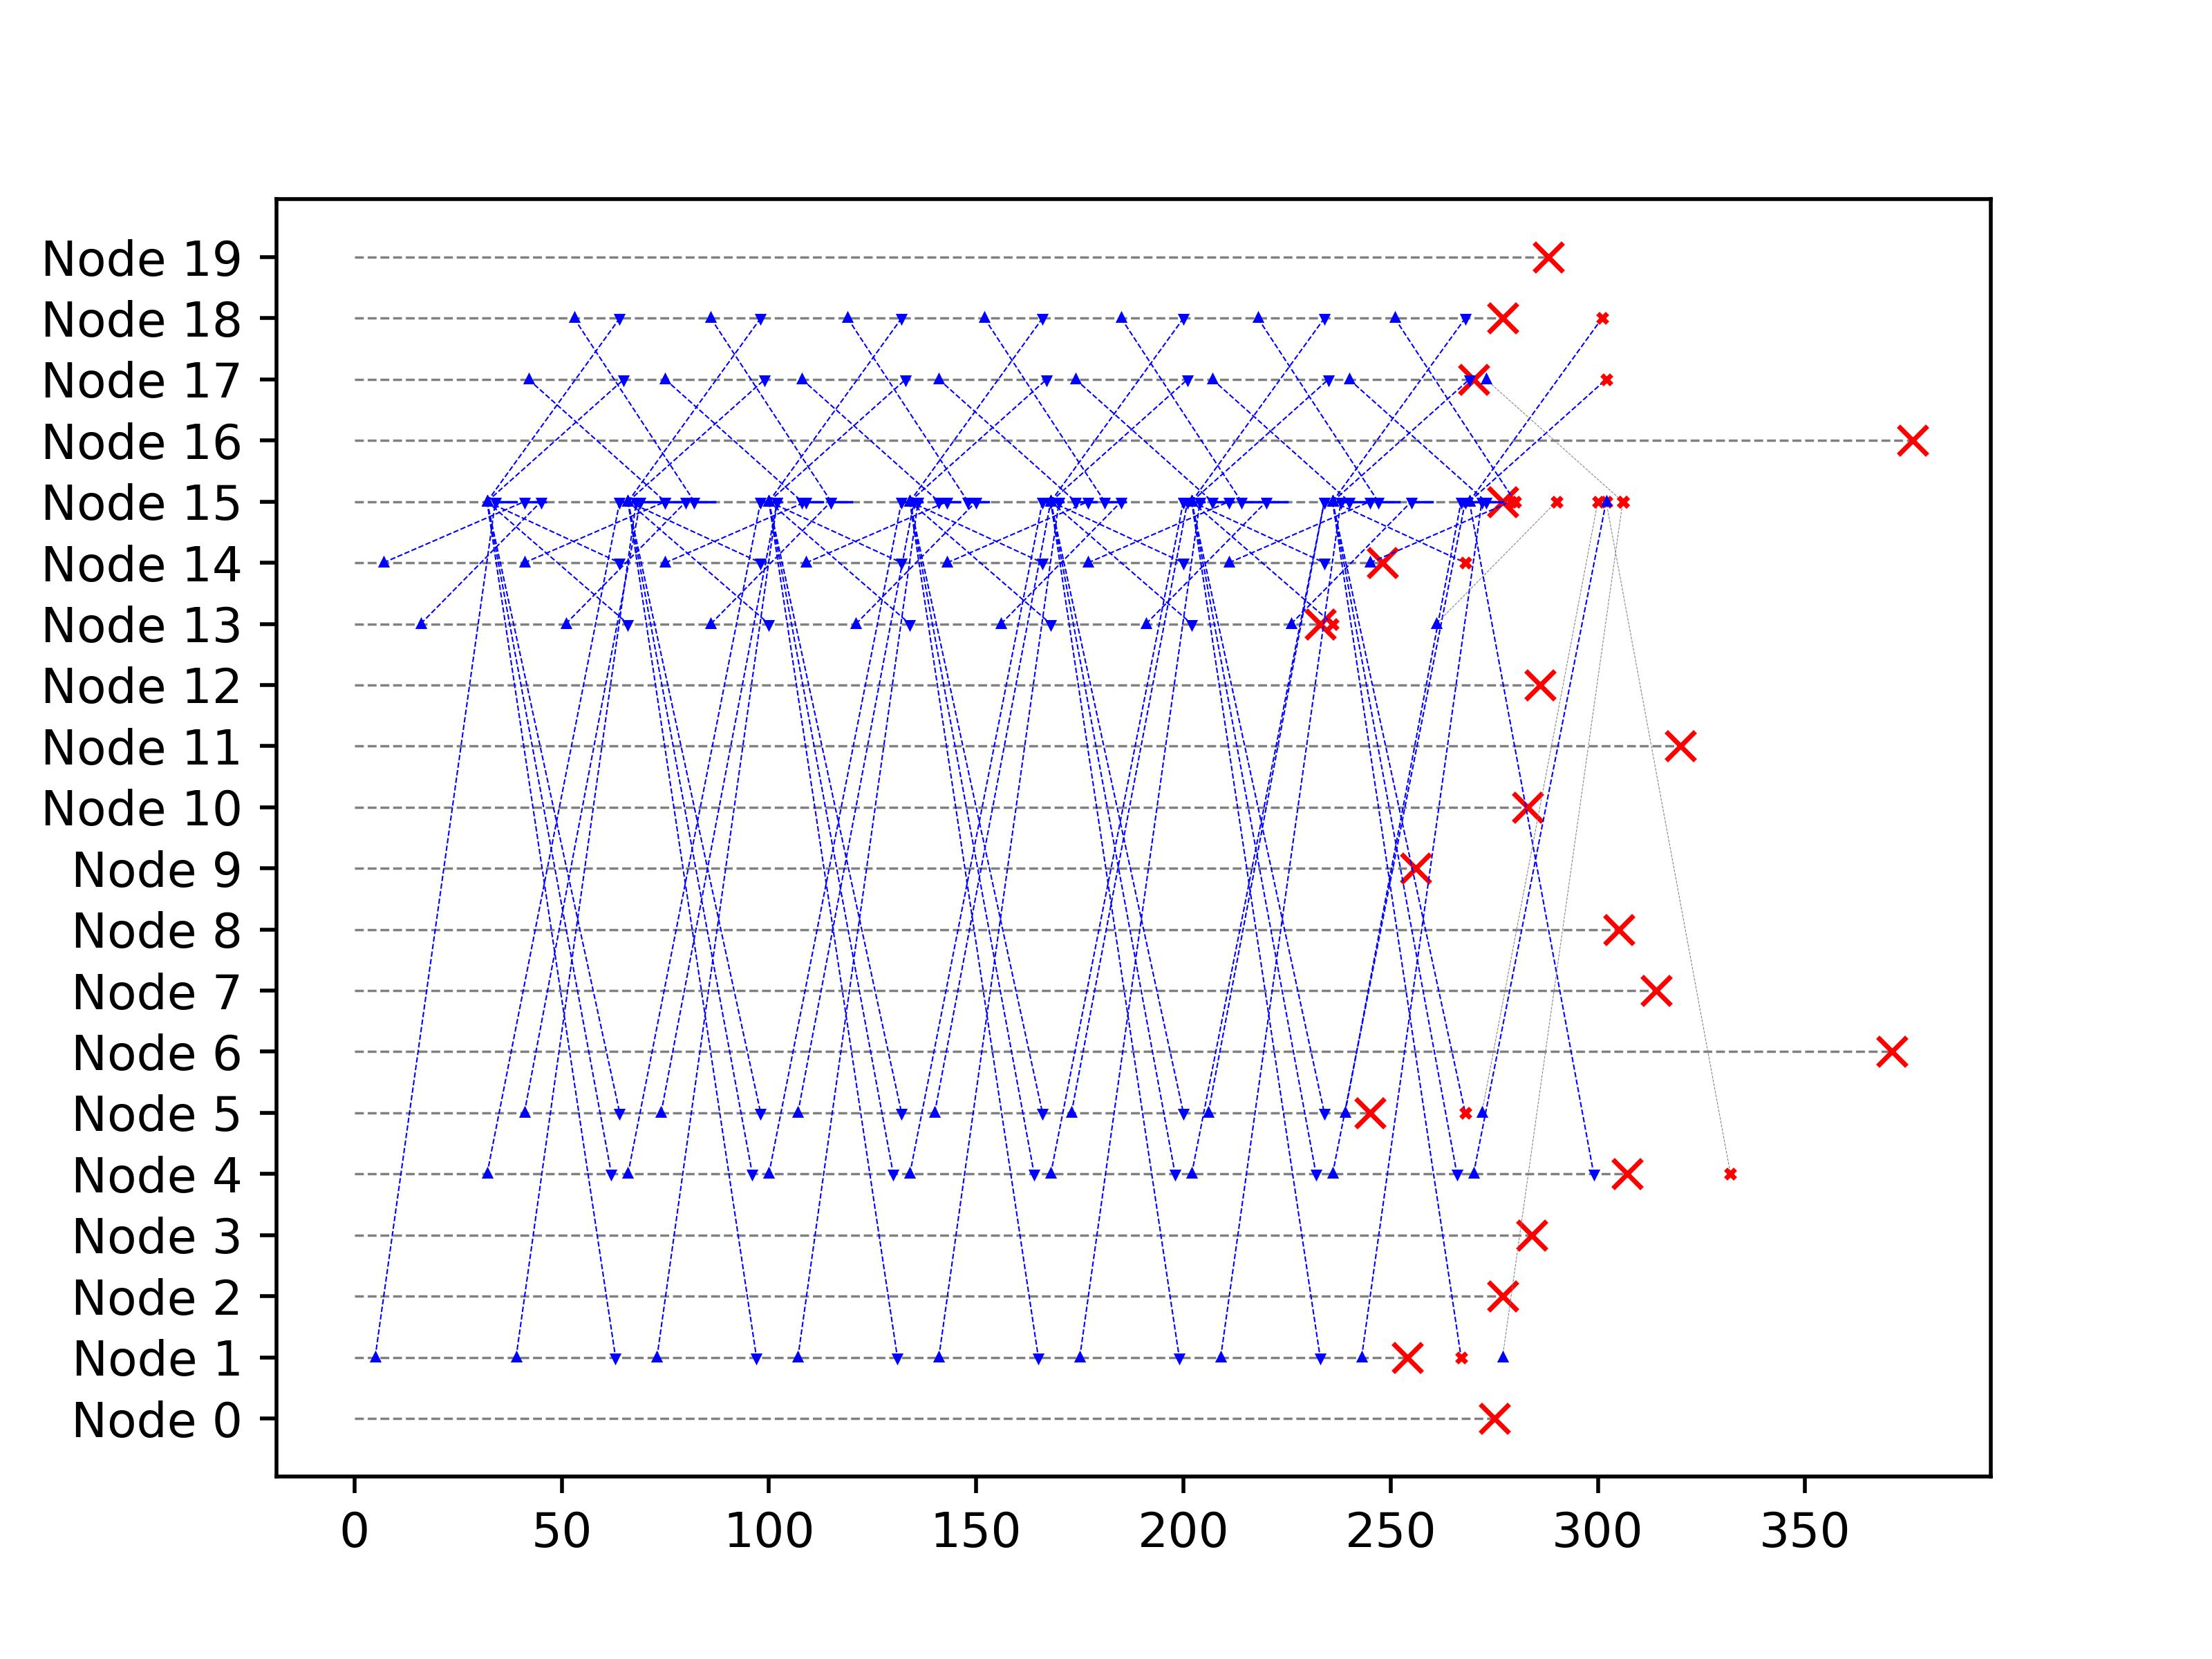 Node 19
Node 18
Node 17
Node 16
Node 15
Node 14
Node 13
Node 12
Node 11
Node 10
Node 9
Node 8
Node 7
Node 6
Node 5
Node 4
Node 3
Node 2
Node 1
Node 0
0 50 100 150 200 250 300 350